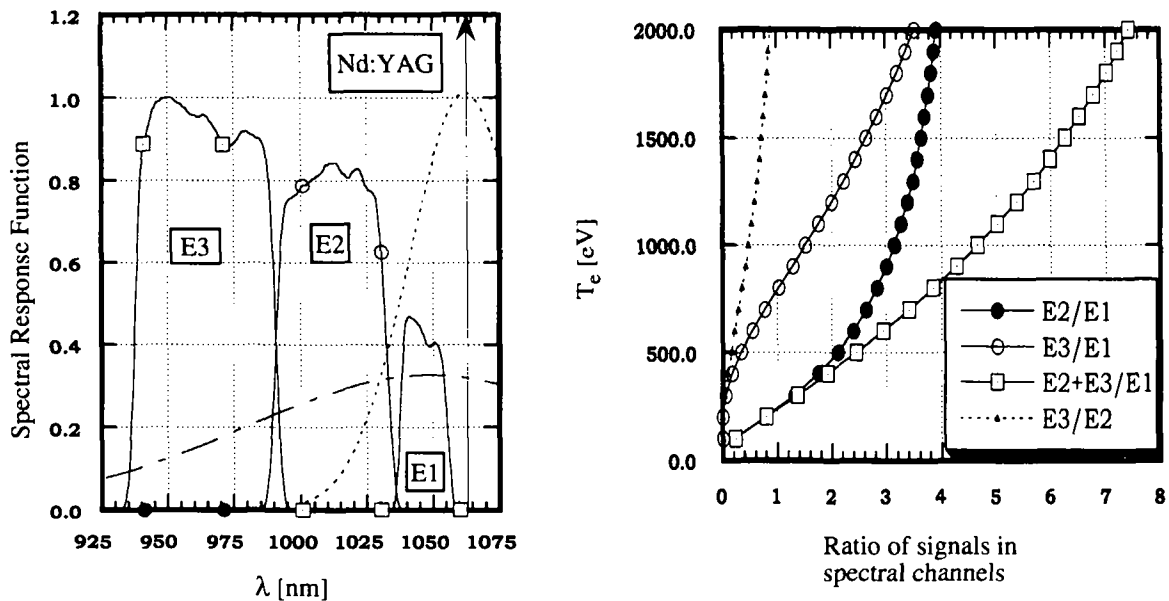 Spectral Response Function
1.2
1.0
0.8
0.6
0.4
0.2
0.0
Nd:YAG
E3
E2
E1
925 950 975 1000 1025 1050 1075
λ [nm]
T_e [eV]
2000.0
1500.0
1000.0
500.0
0.0
E2/E1
E3/E1
E2+E3/E1
E3/E2
0 1 2 3 4 5 6 7 8
Ratio of signals in
spectral channels